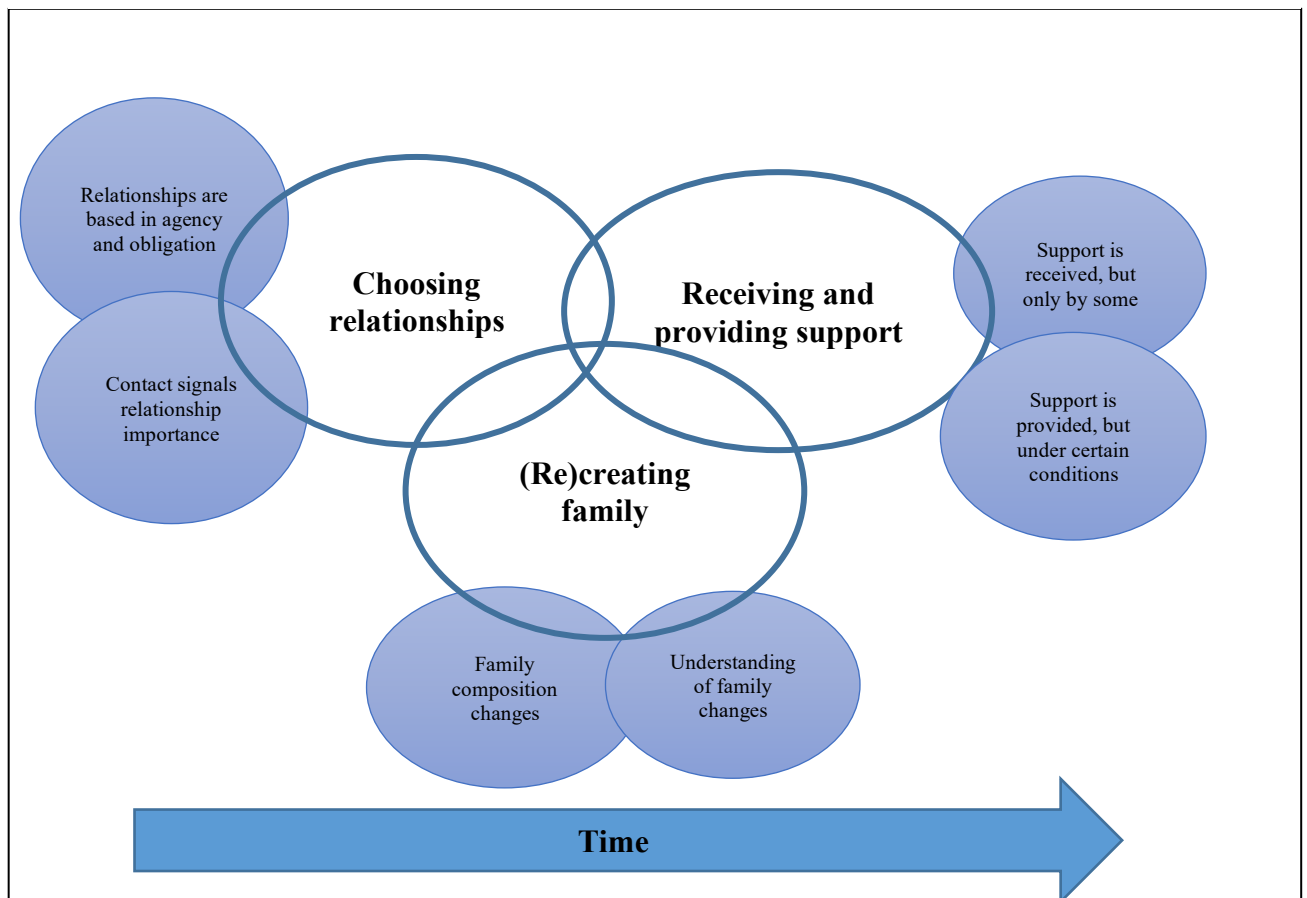 Relationships are
based in agency
and obligation
Contact signals
relationship
importance
Choosing
relationships
Receiving and
providing support
Support is
received, but
only by some
Support is
provided, but
under certain
conditions
(Re)creating
family
Family
composition
changes
Understanding
of family
changes
Time